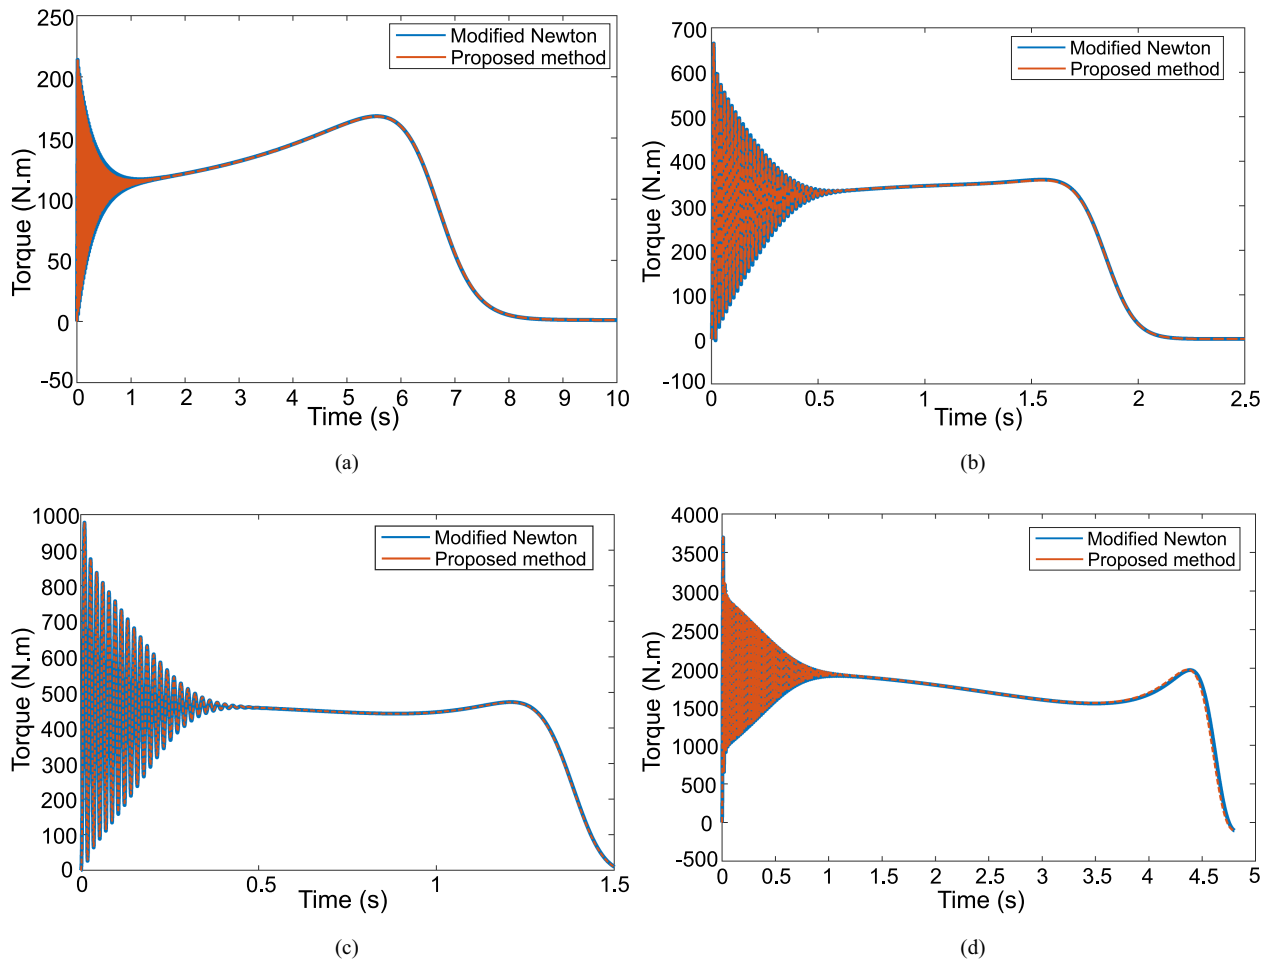 250
200
150
100
50
0
-50
Torque (N.m)
Modified Newton
Proposed method
0 1 2 3 4 5 6 7 8 9 10
Time (s)
(a)
700
600
500
400
300
200
100
0
-100
Torque (N.m)
Modified Newton
Proposed method
0 0.5 1 1.5 2 2.5
Time (s)
(b)
1000
900
800
700
600
500
400
300
200
100
0
Torque (N.m)
Modified Newton
Proposed method
0 0.5 1 1.5
Time (s)
(c)
4000
3500
3000
2500
2000
1500
1000
500
0
-500
Torque (N.m)
Modified Newton
Proposed method
0 0.5 1 1.5 2 2.5 3 3.5 4 4.5 5
Time (s)
(d)